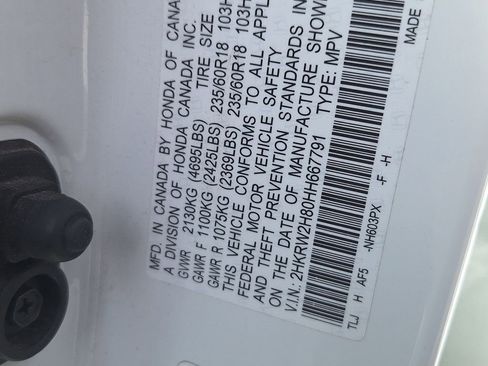 MFD. IN CANADA BY HONDA OF CANA
A DIVISION OF HONDA CANADA INC.
TIRE SIZE
GVWR 2130KG (4695LBS)
GAWR F 1100KG (2425LBS) 235/60R18 103H
GAWR R 1075KG (2369LBS) 235/60R18 103H
THIS VEHICLE CONFORMS TO ALL APPL
FEDERAL MOTOR VEHICLE SAFETY
AND THEFT PREVENTION STANDARDS IN
ON THE DATE OF MANUFACTURE SHOW
V.I.N: 2HKRW2H80HH667791 TYPE: MPV
MADE
TLJ H AF5 -NH603PX -F -H